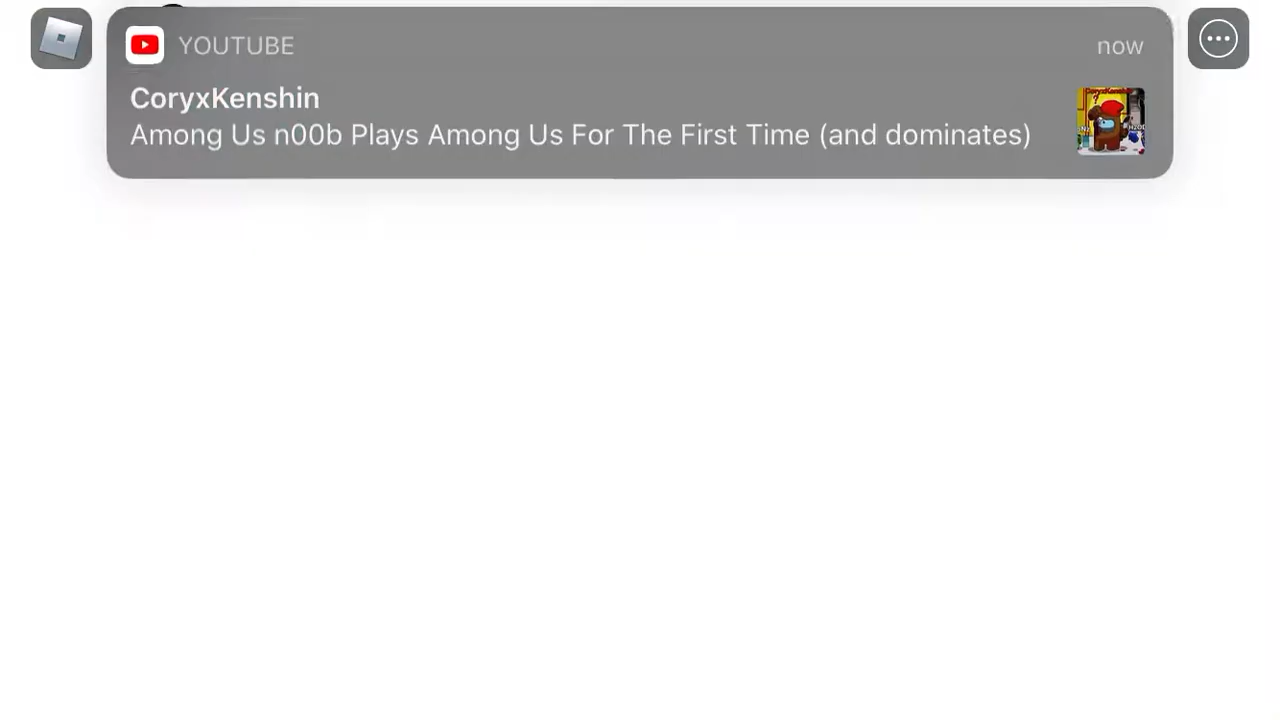 YOUTUBE
now
CoryxKenshin
Among Us n00b Plays Among Us For The First Time (and dominates)